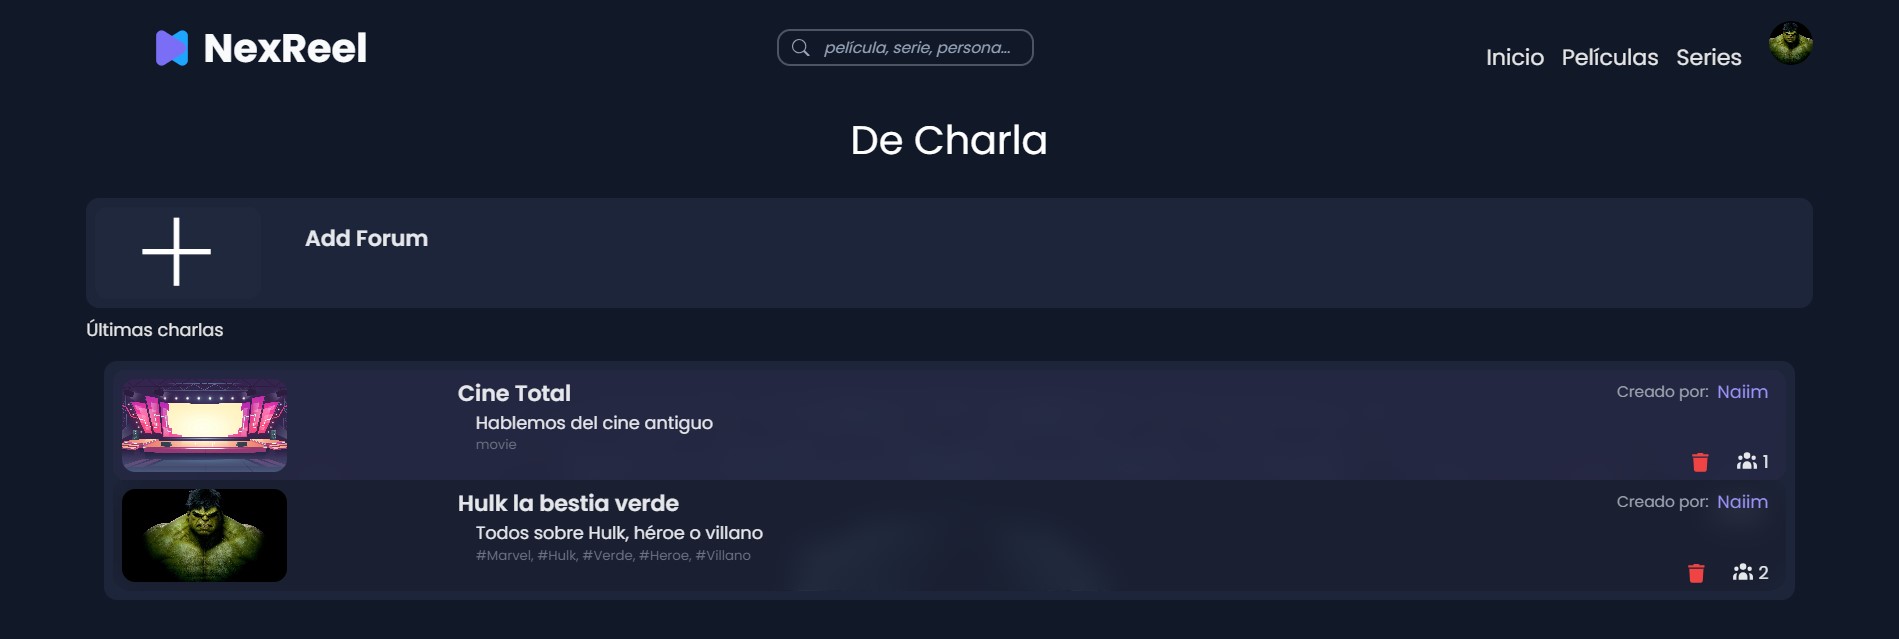 NexReel
película, serie, persona...
Inicio Películas Series
De Charla
Add Forum
Últimas charlas
Cine Total
Creado por: Naiim
Hablemos del cine antiguo
movie
1
Hulk la bestia verde
Creado por: Naiim
Todos sobre Hulk, héroe o villano
#Marvel, #Hulk, #Verde, #Heroe, #Villano
2